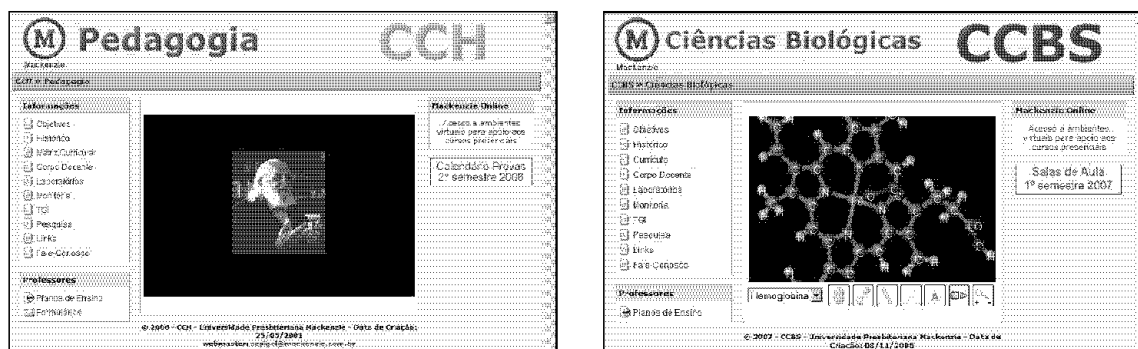 M Pedagogia CCH
Mackenzie
CCH » Pedagogia
Informações
Objetivos
Histórico
Matriz Curricular
Corpo Docente
Laboratórios
Monitoria
TGI
Pesquisa
Links
Fale-Conosco
Professores
Planos de Ensino
Formulários
Mackenzie Online
Acesso a ambientes
virtuais para apoio aos
cursos presenciais
Calendário Provas
2º semestre 2006
CCH - Universidade Presbiteriana Mackenzie - Data de Criação:
25/05/2001
M Ciências Biológicas CCBS
Mackenzie
CCBS » Ciências Biológicas
Informações
Objetivos
Histórico
Currículo
Corpo Docente
Laboratórios
Monitoria
TGI
Pesquisa
Links
Fale-Conosco
Professores
Planos de Ensino
Hemoglobina
A
Mackenzie Online
Acesso a ambientes
virtuais para apoio aos
cursos presenciais
Salas de Aula
1º semestre 2007
© 2007 - CCBS - Universidade Presbiteriana Mackenzie - Data de
Criação: 08/11/2005